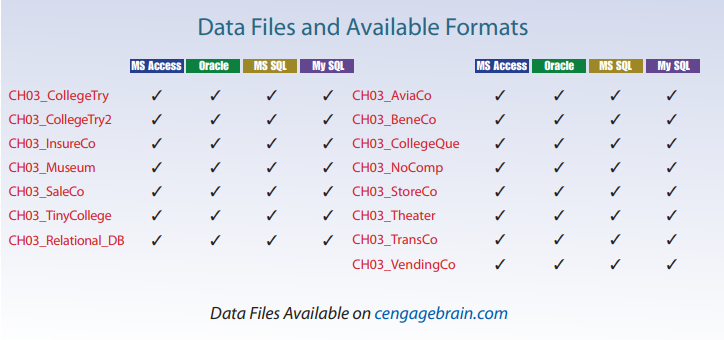 Data Files and Available Formats
MS Access Oracle MS SQL My SQL MS Access Oracle MS SQL My SQL
CH03_CollegeTry ✓ ✓ ✓ ✓ CH03_AviaCo ✓ ✓ ✓ ✓
CH03_CollegeTry2 ✓ ✓ ✓ ✓ CH03_BeneCo ✓ ✓ ✓ ✓
CH03_InsureCo ✓ ✓ ✓ ✓ CH03_CollegeQue ✓ ✓ ✓ ✓
CH03_Museum ✓ ✓ ✓ ✓ CH03_NoComp ✓ ✓ ✓ ✓
CH03_SaleCo ✓ ✓ ✓ ✓ CH03_StoreCo ✓ ✓ ✓ ✓
CH03_TinyCollege ✓ ✓ ✓ ✓ CH03_Theater ✓ ✓ ✓ ✓
CH03_Relational_DB ✓ ✓ ✓ ✓ CH03_TransCo ✓ ✓ ✓ ✓
CH03_VendingCo ✓ ✓ ✓ ✓
Data Files Available on cengagebrain.com